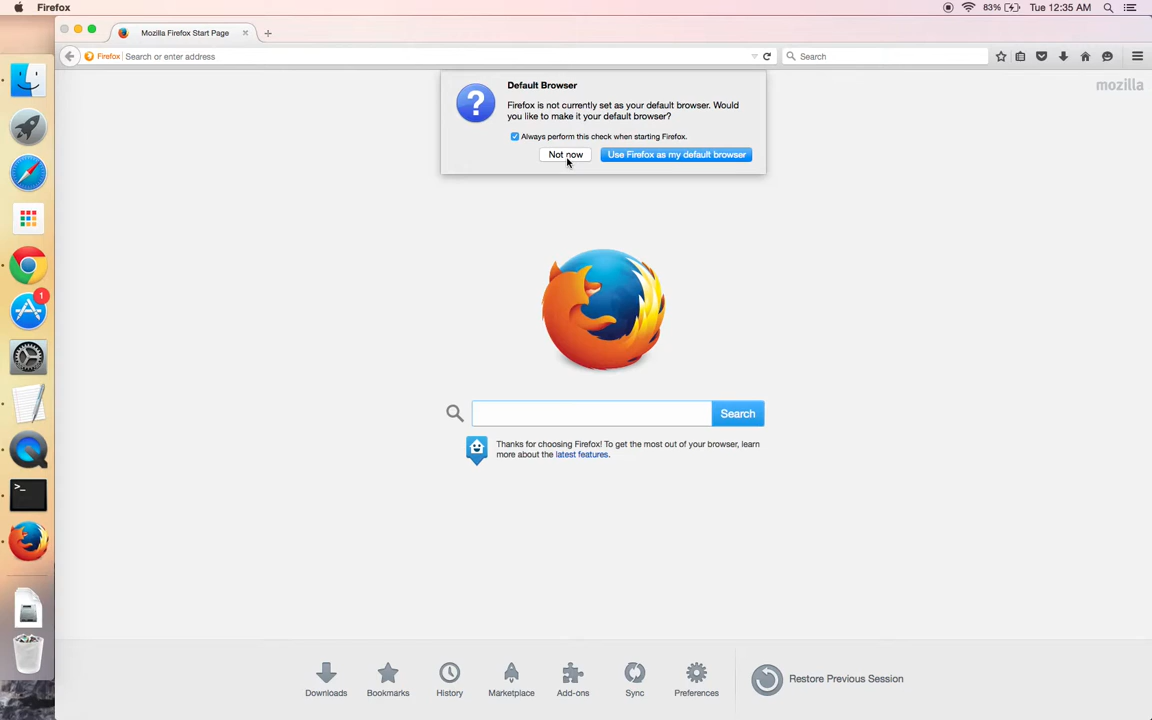 Firefox
83%
Tue 12:35 AM
Mozilla Firefox Start Page
Firefox
Search or enter address
Search
mozilla
Default Browser
Firefox is not currently set as your default browser. Would
you like to make it your default browser?
Always perform this check when starting Firefox.
Not now
Use Firefox as my default browser
1
>_
Search
Thanks for choosing Firefox! To get the most out of your browser, learn
more about the latest features.
Downloads
Bookmarks
History
Marketplace
Add-ons
Sync
Preferences
Restore Previous Session